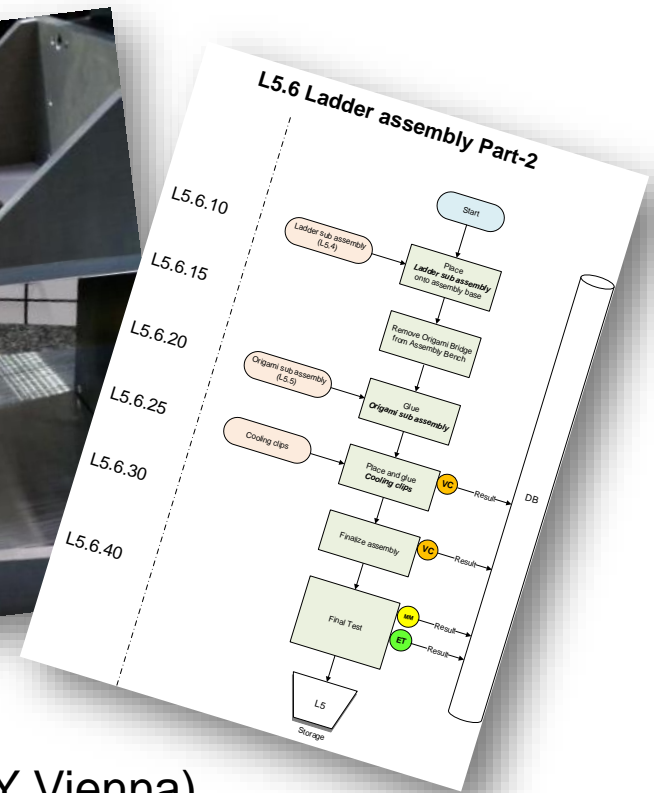 L5.6 Ladder assembly Part-2
L5.6.10
L5.6.15
L5.6.20
L5.6.25
L5.6.30
L5.6.40
Start
Ladder sub assembly
(L5.4)
Place
Ladder sub assembly
onto assembly base
Remove Origami Bridge
from Assembly Bench
Origami sub assembly
(L5.5)
Glue
Origami sub assembly
Cooling clips
Place and glue
Cooling clips
VC
Result
DB
Finalize assembly
VC
Result
Final Test
MM
Result
ET
Result
L5
Storage
Vienna)